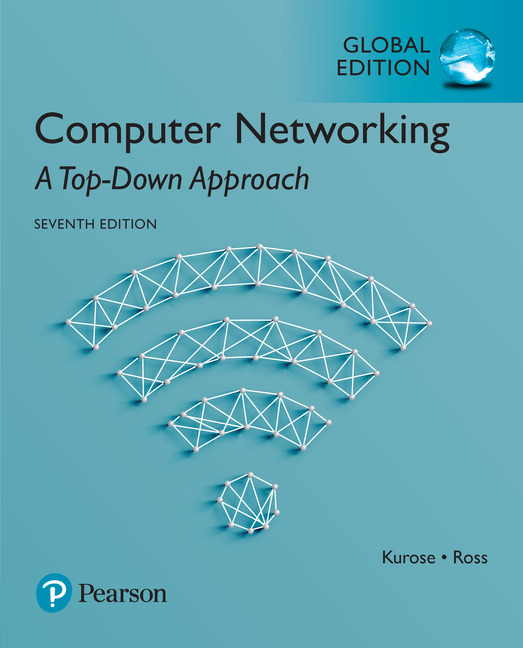 GLOBAL
EDITION
Computer Networking
A Top-Down Approach
SEVENTH EDITION
Kurose • Ross
P Pearson